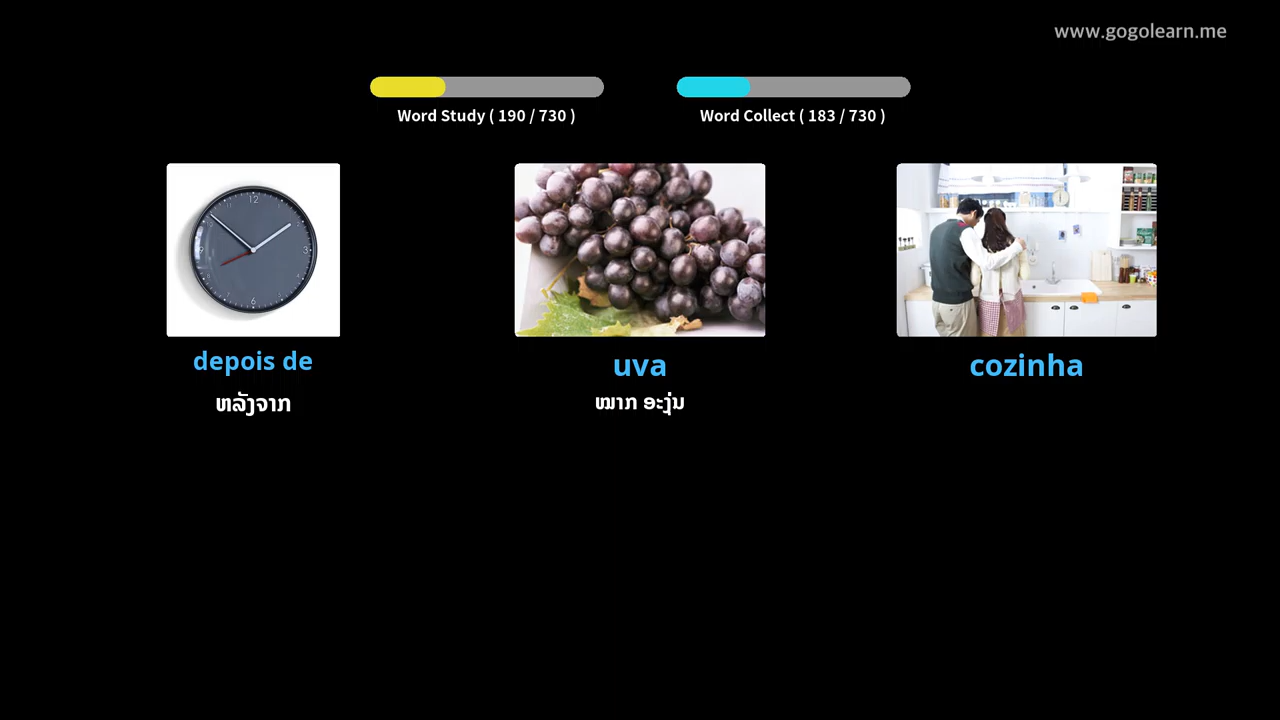 www.gogolearn.me
Word Study ( 190 / 730 )
Word Collect ( 183 / 730 )
depois de
uva
cozinha
ຫລັງຈາກ
ໝາກ ອະງຸ່ນ